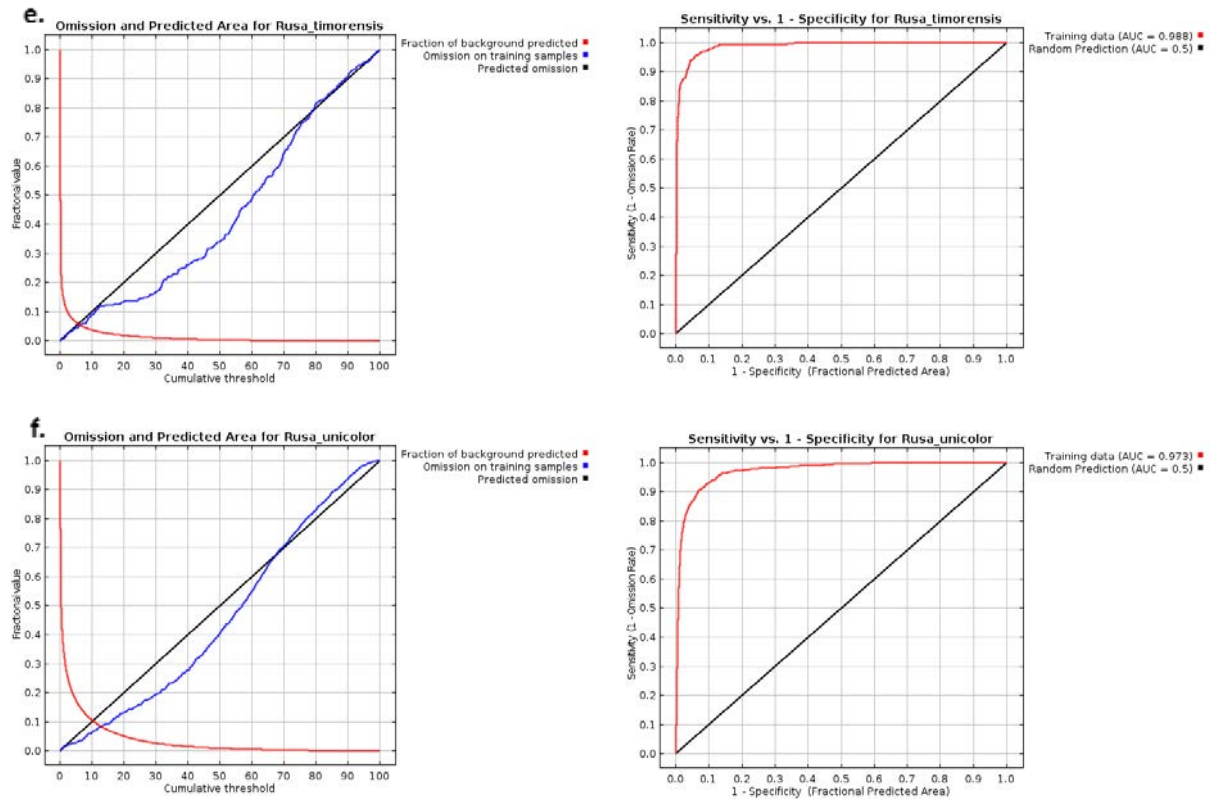 e.
Omission and Predicted Area for Rusa_timorensis
Fraction of background predicted
Omission on training samples
Predicted omission
1.0
0.9
0.8
0.7
0.6
0.5
0.4
0.3
0.2
0.1
0.0
Fractional value
0 10 20 30 40 50 60 70 80 90 100
Cumulative threshold
Sensitivity vs. 1 - Specificity for Rusa_timorensis
Training data (AUC = 0.988)
Random Prediction (AUC = 0.5)
1.0
0.9
0.8
0.7
0.6
0.5
0.4
0.3
0.2
0.1
0.0
Sensitivity (1 - Omission Rate)
0.0 0.1 0.2 0.3 0.4 0.5 0.6 0.7 0.8 0.9 1.0
1 - Specificity (Fractional Predicted Area)
f.
Omission and Predicted Area for Rusa_unicolor
Fraction of background predicted
Omission on training samples
Predicted omission
1.0
0.9
0.8
0.7
0.6
0.5
0.4
0.3
0.2
0.1
0.0
Fractional value
0 10 20 30 40 50 60 70 80 90 100
Cumulative threshold
Sensitivity vs. 1 - Specificity for Rusa_unicolor
Training data (AUC = 0.973)
Random Prediction (AUC = 0.5)
1.0
0.9
0.8
0.7
0.6
0.5
0.4
0.3
0.2
0.1
0.0
Sensitivity (1 - Omission Rate)
0.0 0.1 0.2 0.3 0.4 0.5 0.6 0.7 0.8 0.9 1.0
1 - Specificity (Fractional Predicted Area)